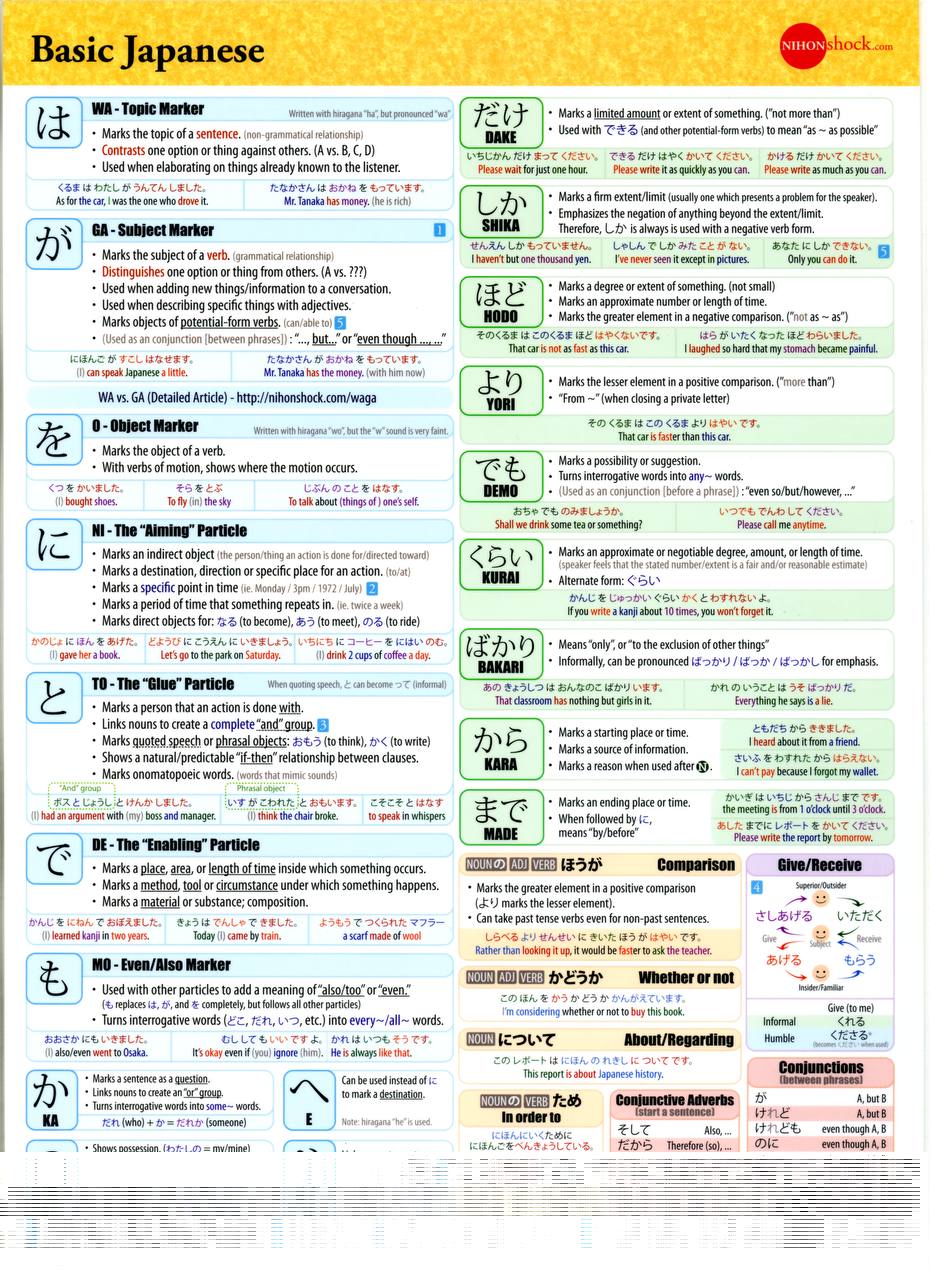 Basic Japanese
NIHONshock.com
は
WA - Topic Marker
Written with hiragana "ha", but pronounced "wa"
• Marks the topic of a sentence. (non-grammatical relationship)
• Contrasts one option or thing against others. (A vs. B, C, D)
• Used when elaborating on things already known to the listener.
くるま は わたし が うんてん しました。
As for the car, I was the one who drove it.
たなかさん は おかね を もっています。
Mr. Tanaka has money. (he is rich)
が
GA - Subject Marker
1
• Marks the subject of a verb. (grammatical relationship)
• Distinguishes one option or thing from others. (A vs. ???)
• Used when adding new things/information to a conversation.
• Used when describing specific things with adjectives.
• Marks objects of potential-form verbs. (can/able to) 5
• (Used as an conjunction [between phrases]) : "..., but..." or "even though ..., ..."
にほんご が すこし はなせます。
(I) can speak Japanese a little.
たなかさん が おかね を もっています。
Mr. Tanaka has the money. (with him now)
WA vs. GA (Detailed Article) - http://nihonshock.com/waga
を
O - Object Marker
Written with hiragana "wo", but the "w" sound is very faint.
• Marks the object of a verb.
• With verbs of motion, shows where the motion occurs.
くつ を かいました。
(I) bought shoes.
そら を とぶ
To fly (in) the sky
じぶん の こと を はなす。
To talk about (things of ) one's self.
に
NI - The "Aiming" Particle
• Marks an indirect object (the person/thing an action is done for/directed toward)
• Marks a destination, direction or specific place for an action. (to/at)
• Marks a specific point in time (ie. Monday / 3pm / 1972 / July) 2
• Marks a period of time that something repeats in. (ie. twice a week)
• Marks direct objects for: なる (to become), あう (to meet), のる (to ride)
かのじょ に ほん を あげた。
(I) gave her a book.
どようび に こうえん に いきましょう。
Let's go to the park on Saturday.
いちにち に コーヒー を にはい のむ。
(I) drink 2 cups of coffee a day.
と
TO - The "Glue" Particle
When quoting speech, と can become って (informal)
• Marks a person that an action is done with.
• Links nouns to create a complete "and" group. 3
• Marks quoted speech or phrasal objects: おもう (to think), かく (to write)
• Shows a natural/predictable "if-then" relationship between clauses.
• Marks onomatopoeic words. (words that mimic sounds)
"And" group
ボス と じょうし と けんか しました。
(I) had an argument with (my) boss and manager.
Phrasal object
いす が こわれた と おもいます。
(I) think the chair broke.
こそこそ と はなす
to speak in whispers
で
DE - The "Enabling" Particle
• Marks a place, area, or length of time inside which something occurs.
• Marks a method, tool or circumstance under which something happens.
• Marks a material or substance; composition.
かんじ を にねん で おぼえました。
(I) learned kanji in two years.
きょう は でんしゃ で きました。
Today (I) came by train.
ようもう で つくられた マフラー
a scarf made of wool
も
MO - Even/Also Marker
• Used with other particles to add a meaning of "also/too" or "even."
(も replaces は, が, and を completely, but follows all other particles)
• Turns interrogative words (どこ, だれ, いつ, etc.) into every~/all~ words.
おおさか にも いきました。
(I) also/even went to Osaka.
むし して も いい です よ。
It's okay even if (you) ignore (him).
かれ は いつも そう です。
He is always like that.
か
KA
• Marks a sentence as a question.
• Links nouns to create an "or" group.
• Turns interrogative words into some~ words.
だれ (who) + か = だれか (someone)
へ
E
Can be used instead of に
to mark a destination.
Note: hiragana "he" is used.
• Shows possession. (わたしの = my/mine)
だけ
DAKE
• Marks a limited amount or extent of something. ("not more than")
• Used with できる (and other potential-form verbs) to mean "as ~ as possible"
いちじかん だけ まって ください。
Please wait for just one hour.
できる だけ はやく かいて ください。
Please write it as quickly as you can.
かける だけ かいて ください。
Please write as much as you can.
しか
SHIKA
• Marks a firm extent/limit (usually one which presents a problem for the speaker).
• Emphasizes the negation of anything beyond the extent/limit.
Therefore, しか is always is used with a negative verb form.
せんえん しか もっていません。
I haven't but one thousand yen.
しゃしん で しか みた こと が ない。
I've never seen it except in pictures.
あなた に しか できない。
Only you can do it.
5
ほど
HODO
• Marks a degree or extent of something. (not small)
• Marks an approximate number or length of time.
• Marks the greater element in a negative comparison. ("not as ~ as")
そのくるま は このくるま ほど はやくないです。
That car is not as fast as this car.
はら が いたく なった ほど わらいました。
I laughed so hard that my stomach became painful.
より
YORI
• Marks the lesser element in a positive comparison. ("more than")
• "From ~" (when closing a private letter)
その くるま は この くるま より はやい です。
That car is faster than this car.
でも
DEMO
• Marks a possibility or suggestion.
• Turns interrogative words into any~ words.
• (Used as an conjunction [before a phrase]) : "even so/but/however, ..."
おちゃ でも のみましょうか。
Shall we drink some tea or something?
いつでも でんわ して ください。
Please call me anytime.
くらい
KURAI
• Marks an approximate or negotiable degree, amount, or length of time.
(speaker feels that the stated number/extent is a fair and/or reasonable estimate)
• Alternate form: ぐらい
かんじ を じゅっかい ぐらい かく と わすれない よ。
If you write a kanji about 10 times, you won't forget it.
ばかり
BAKARI
• Means "only", or "to the exclusion of other things"
• Informally, can be pronounced ばっかり / ばっか / ばっかし for emphasis.
あの きょうしつ は おんなのこ ばかり います。
That classroom has nothing but girls in it.
かれ の いうこと は うそ ばっかり だ。
Everything he says is a lie.
から
KARA
• Marks a starting place or time.
• Marks a source of information.
• Marks a reason when used after N.
ともだち から ききました。
I heard about it from a friend.
さいふ を わすれた から はらえない。
I can't pay because I forgot my wallet.
まで
MADE
• Marks an ending place or time.
• When followed by に,
means "by/before"
かいぎ は いちじ から さんじ まで です。
the meeting is from 1 o'clock until 3 o'clock.
あした までに レポート を かいて ください。
Please write the report by tomorrow.
NOUN の ADJ VERB ほうが Comparison
• Marks the greater element in a positive comparison
(より marks the lesser element).
• Can take past tense verbs even for non-past sentences.
しらべる より せんせい に きいた ほう が はやい です。
Rather than looking it up, it would be faster to ask the teacher.
NOUN ADJ VERB かどうか Whether or not
この ほん を かう か どう か かんがえています。
I'm considering whether or not to buy this book.
NOUN について About/Regarding
この レポート は にほん の れきし に ついて です。
This report is about Japanese history.
NOUN の VERB ため
In order to
にほんにいくために
にほんごをべんきょうしている。
Conjunctive Adverbs
(start a sentence)
そして Also, ...
だから Therefore (so), ...
Give/Receive
4
Superior/Outsider
さしあげる
いただく
Give
Subject
Receive
あげる
もらう
Insider/Familiar
Give (to me)
Informal くれる
Humble くださる*
(becomes ください when used)
Conjunctions
(between phrases)
が A, but B
けれど A, but B
けれども even though A, B
のに even though A, B